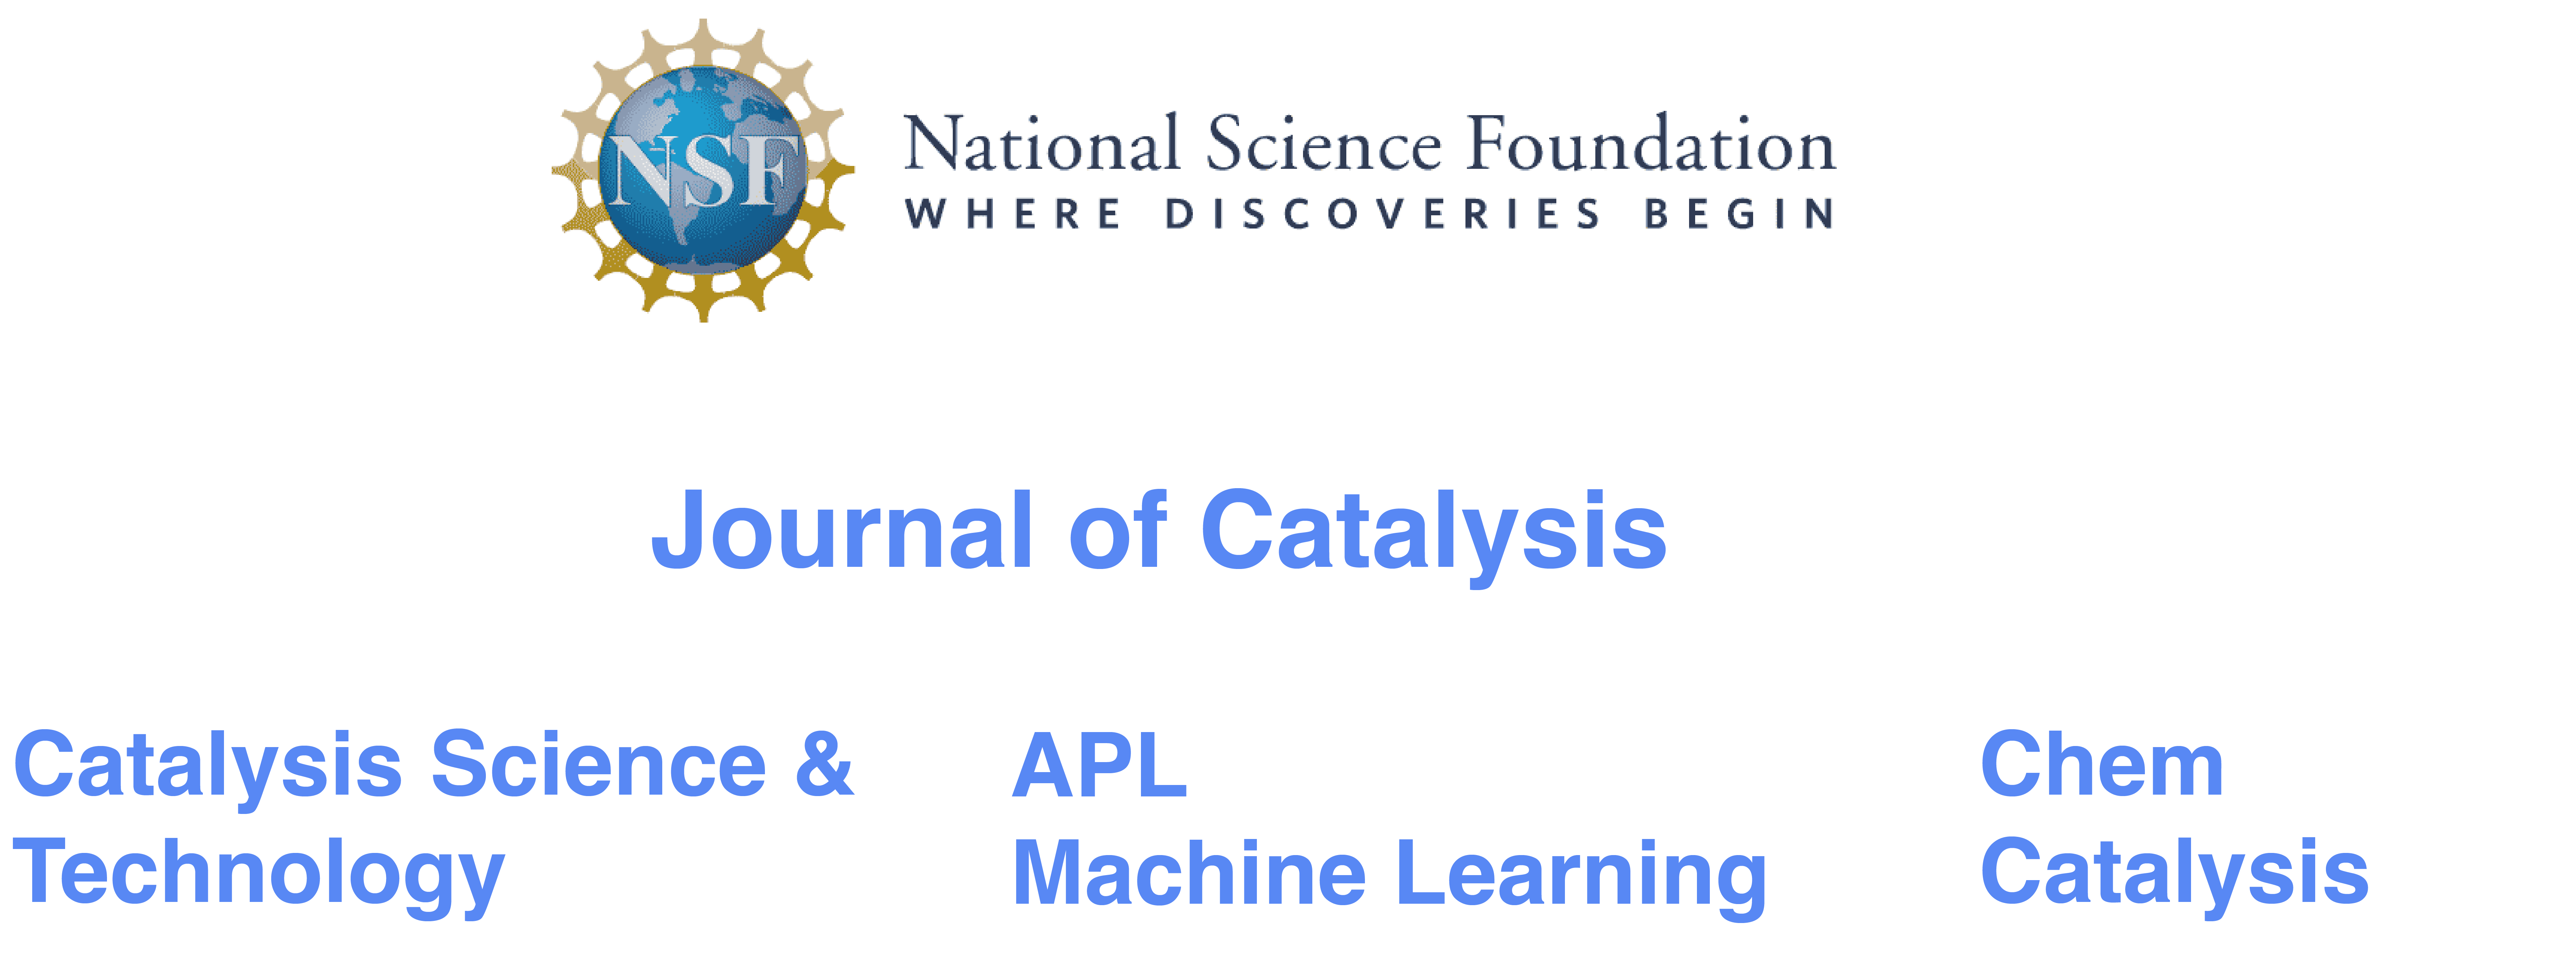 NSF
National Science Foundation
WHERE DISCOVERIES BEGIN
Journal of Catalysis
Catalysis Science &
Technology
APL
Machine Learning
Chem
Catalysis